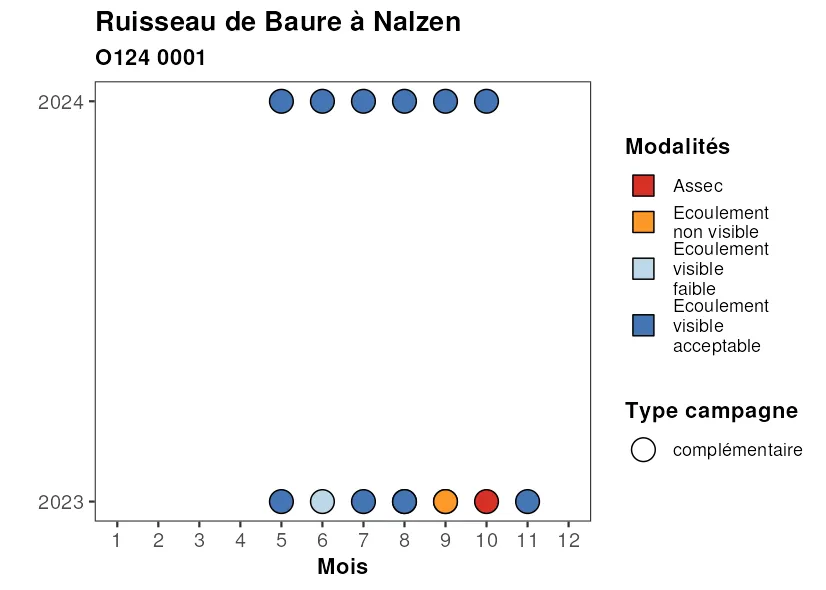 Ruisseau de Baure à Nalzen
O124 0001
2024
2023
1 2 3 4 5 6 7 8 9 10 11 12
Mois
Modalités
Assec
Ecoulement
non visible
Ecoulement
visible
faible
Ecoulement
visible
acceptable
Type campagne
complémentaire